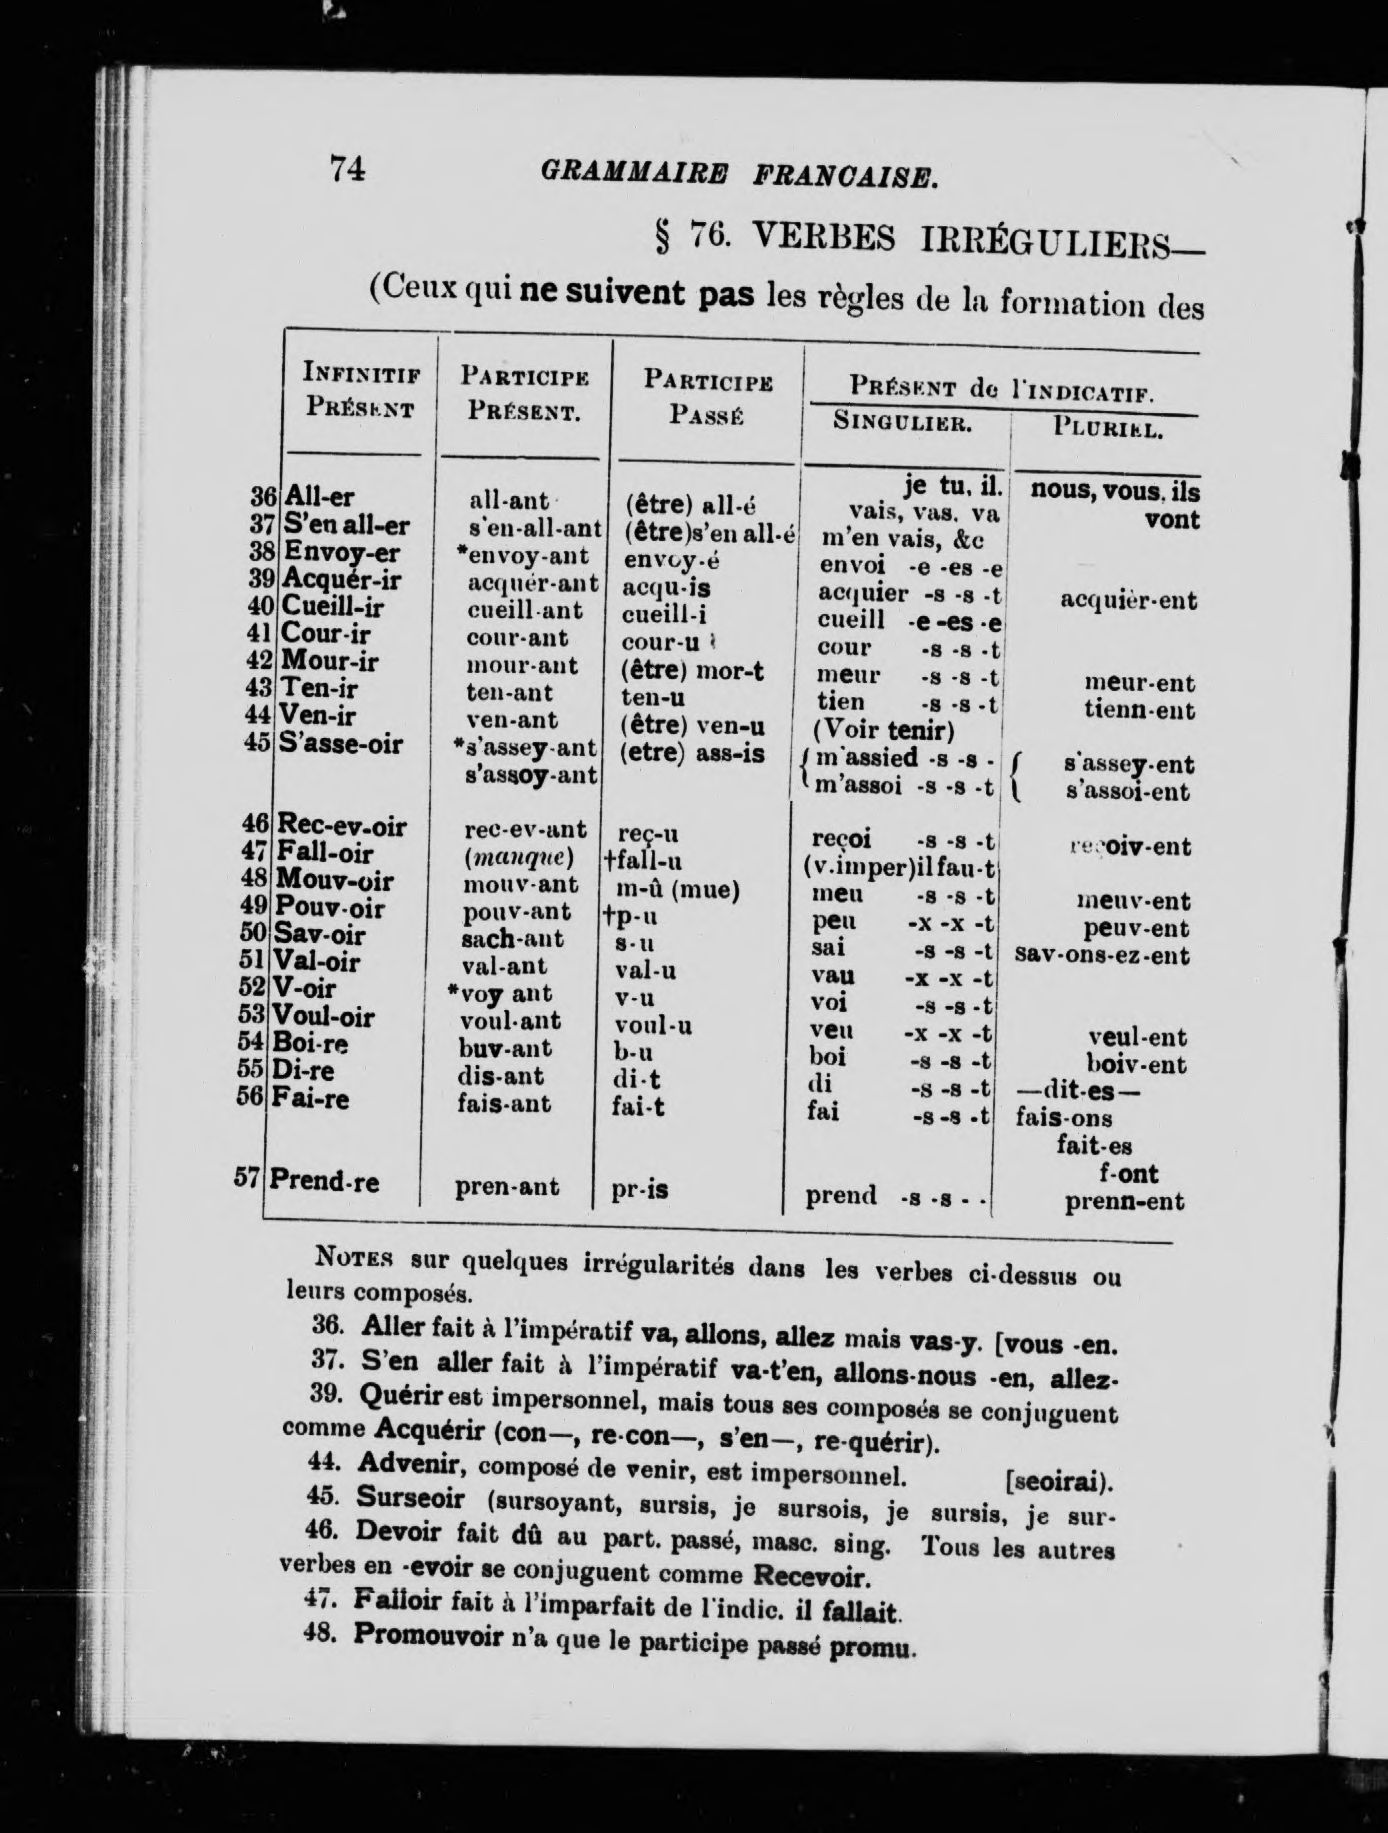 74 GRAMMAIRE FRANCAISE.
§ 76. VERBES IRRÉGULIERS—
(Ceux qui ne suivent pas les règles de la formation des
INFINITIF PRÉSENT PARTICIPE PRÉSENT. PARTICIPE PASSÉ PRÉSENT de l'INDICATIF.
SINGULIER. PLURIEL.
je tu, il. nous, vous, ils
36 All-er all-ant (être) all-é vais, vas, va vont
37 S'en all-er s'en-all-ant (être)s'en all-é m'en vais, &c
38 Envoy-er *envoy-ant envoy-é envoi -e -es -e
39 Acquér-ir acquér-ant acqu-is acquier -s -s -t acquièr-ent
40 Cueill-ir cueill-ant cueill-i cueill -e -es -e
41 Cour-ir cour-ant cour-u cour -s -s -t
42 Mour-ir mour-ant (être) mor-t meur -s -s -t meur-ent
43 Ten-ir ten-ant ten-u tien -s -s -t tienn-ent
44 Ven-ir ven-ant (être) ven-u (Voir tenir)
45 S'asse-oir *s'assey-ant (etre) ass-is { m'assied -s -s - { s'assey-ent
s'assoy-ant m'assoi -s -s -t s'assoi-ent
46 Rec-ev-oir rec-ev-ant reç-u reçoi -s -s -t reçoiv-ent
47 Fall-oir (manque) †fall-u (v.imper)il fau-t
48 Mouv-oir mouv-ant m-û (mue) meu -s -s -t meuv-ent
49 Pouv-oir pouv-ant †p-u peu -x -x -t peuv-ent
50 Sav-oir sach-ant s-u sai -s -s -t sav-ons-ez-ent
51 Val-oir val-ant val-u vau -x -x -t
52 V-oir *voy ant v-u voi -s -s -t
53 Voul-oir voul-ant voul-u veu -x -x -t veul-ent
54 Boi-re buv-ant b-u boi -s -s -t boiv-ent
55 Di-re dis-ant di-t di -s -s -t —dit-es—
56 Fai-re fais-ant fai-t fai -s -s -t fais-ons
fait-es
f-ont
57 Prend-re pren-ant pr-is prend -s -s - - prenn-ent
NOTES sur quelques irrégularités dans les verbes ci-dessus ou
leurs composés.
36. Aller fait à l'impératif va, allons, allez mais vas-y. [vous -en.
37. S'en aller fait à l'impératif va-t'en, allons-nous -en, allez-
39. Quérir est impersonnel, mais tous ses composés se conjuguent
comme Acquérir (con—, re-con—, s'en—, re-quérir).
44. Advenir, composé de venir, est impersonnel. [seoirai).
45. Surseoir (sursoyant, sursis, je sursois, je sursis, je sur-
46. Devoir fait dû au part. passé, masc. sing. Tous les autres
verbes en -evoir se conjuguent comme Recevoir.
47. Falloir fait à l'imparfait de l'indic. il fallait.
48. Promouvoir n'a que le participe passé promu.